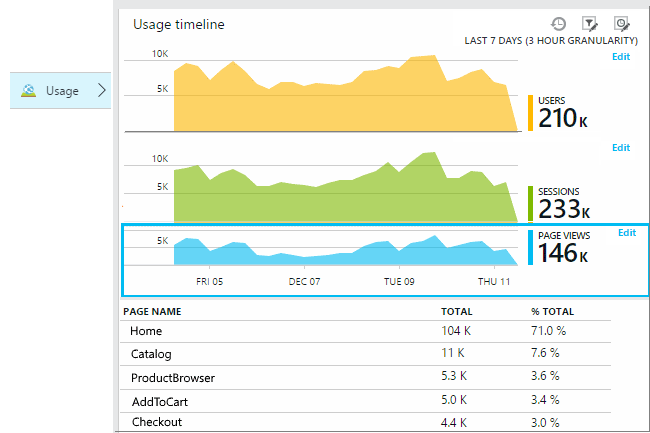 Usage timeline
LAST 7 DAYS (3 HOUR GRANULARITY)
Usage
10K
5K
Edit
USERS
210K
10K
5K
Edit
SESSIONS
233K
5K
Edit
PAGE VIEWS
146K
FRI 05 DEC 07 TUE 09 THU 11
PAGE NAME TOTAL % TOTAL
Home 104 K 71.0 %
Catalog 11 K 7.6 %
ProductBrowser 5.3 K 3.6 %
AddToCart 5.0 K 3.4 %
Checkout 4.4 K 3.0 %